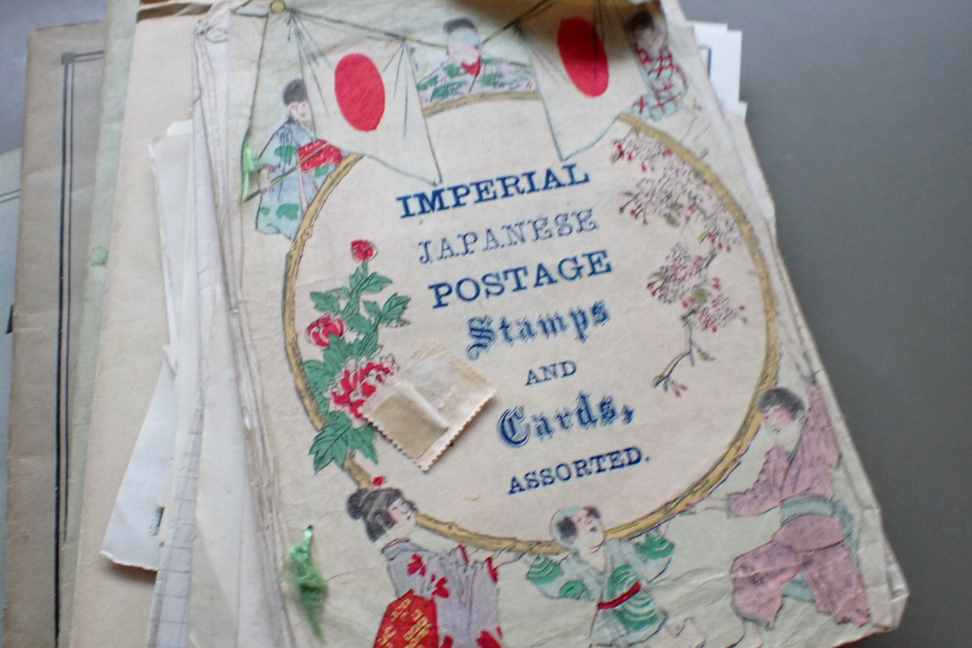 IMPERIAL
JAPANESE
POSTAGE
Stamps
AND
Cards,
ASSORTED.